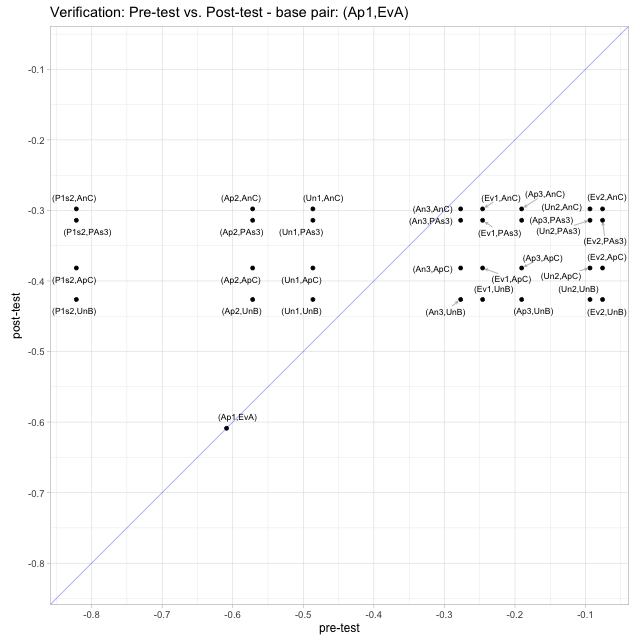 Verification: Pre-test vs. Post-test - base pair: (Ap1,EvA)
-0.1
-0.2
-0.3
-0.4
-0.5
-0.6
-0.7
-0.8
post-test
(P1s2,AnC)
(Ap2,AnC)
(Un1,AnC)
(An3,AnC)
(Ev1,AnC)
(Ap3,AnC)
(Un2,AnC)
(Ev2,AnC)
(P1s2,PAs3)
(Ap2,PAs3)
(Un1,PAs3)
(An3,PAs3)
(Ev1,PAs3)
(Ap3,PAs3)
(Un2,PAs3)
(Ev2,PAs3)
(P1s2,ApC)
(Ap2,ApC)
(Un1,ApC)
(An3,ApC)
(Ev1,ApC)
(Ap3,ApC)
(Un2,ApC)
(Ev2,ApC)
(P1s2,UnB)
(Ap2,UnB)
(Un1,UnB)
(An3,UnB)
(Ev1,UnB)
(Ap3,UnB)
(Un2,UnB)
(Ev2,UnB)
(Ap1,EvA)
-0.8
-0.7
-0.6
-0.5
-0.4
-0.3
-0.2
-0.1
pre-test